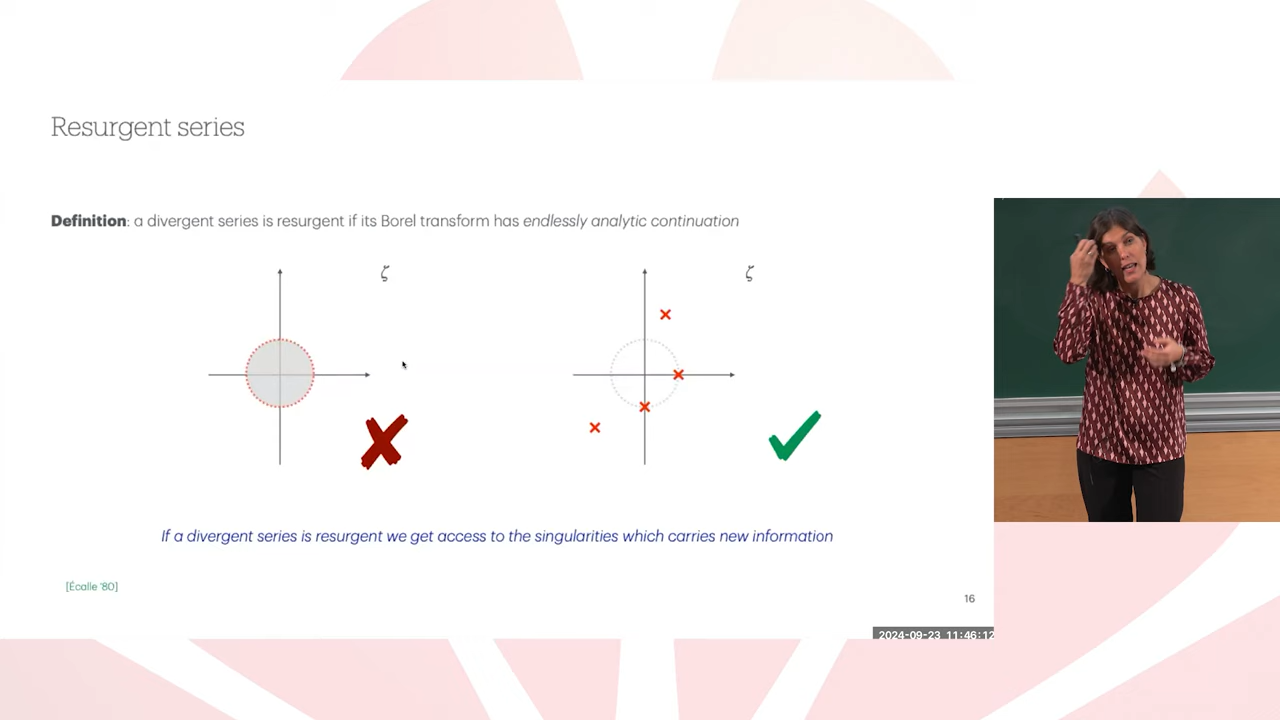 Resurgent series
Definition: a divergent series is resurgent if its Borel transform has endlessly analytic continuation
ζ
ζ
If a divergent series is resurgent we get access to the singularities which carries new information
[Écalle '80]
16
2024-09-23 11:46:12